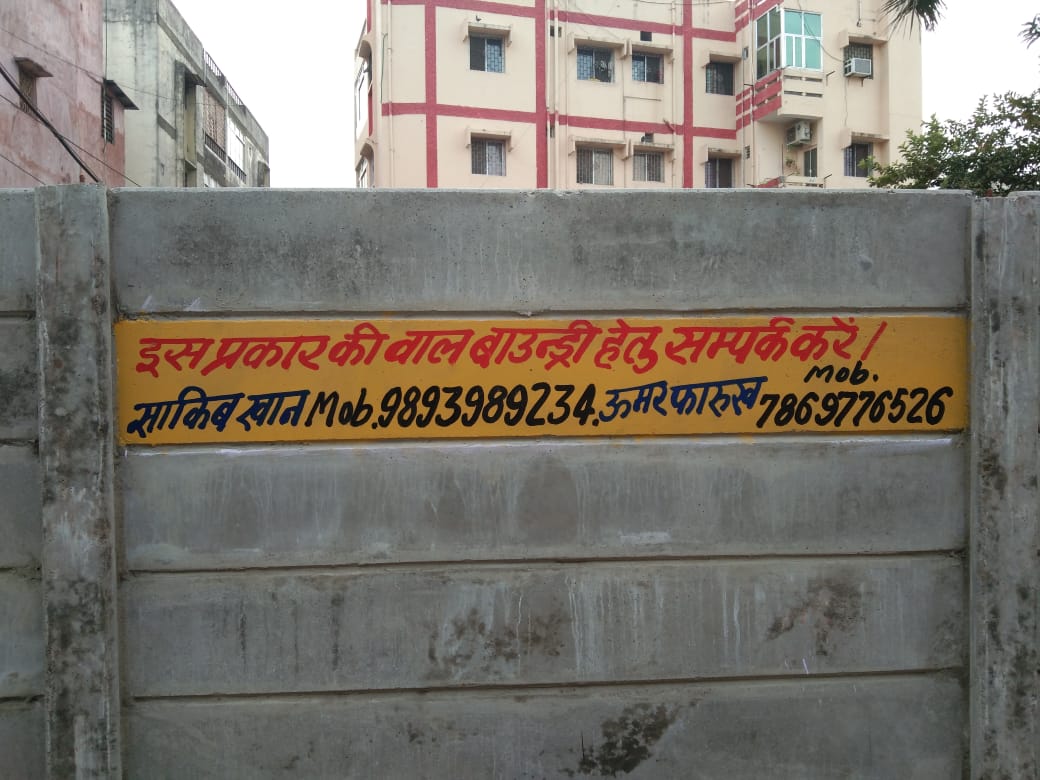 इस प्रकार की वाल बाउन्ड्री हेतु सम्पर्क करें।
साकिब खान Mob. 9893989234. ऊमर फारुख Mob. 7869776526